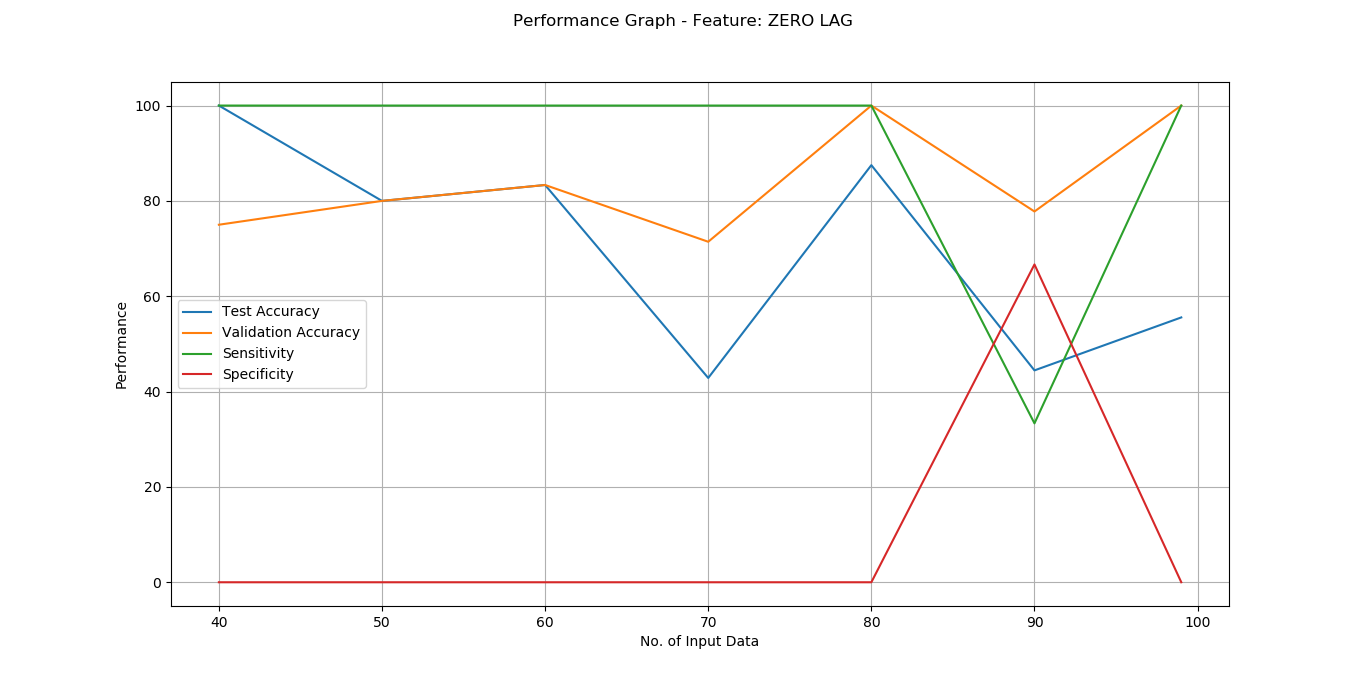 Performance Graph - Feature: ZERO LAG
100
80
60
40
20
0
Performance
Test Accuracy
Validation Accuracy
Sensitivity
Specificity
40 50 60 70 80 90 100
No. of Input Data